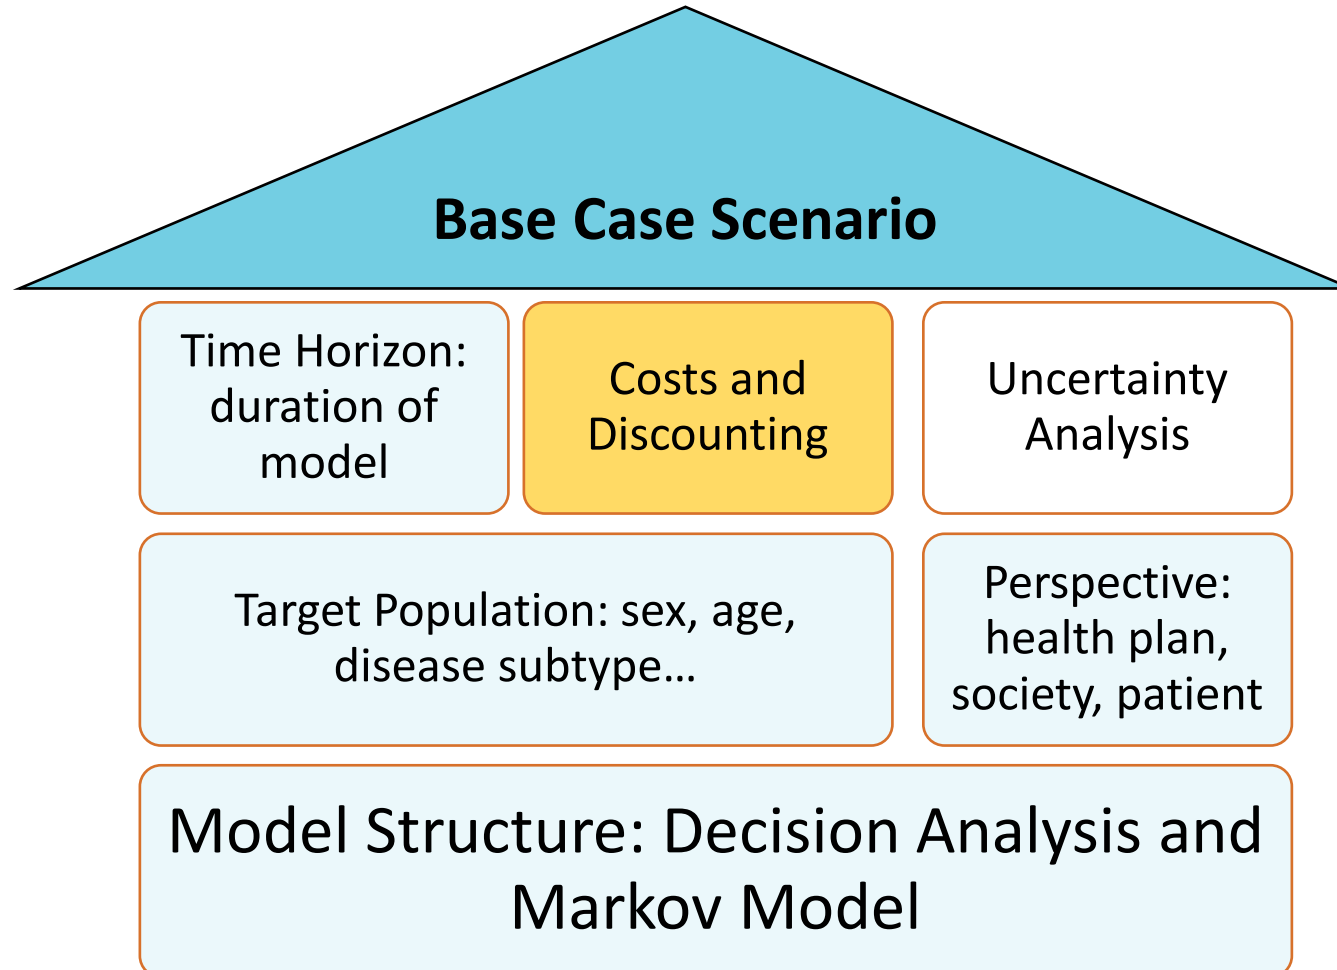 Base Case Scenario
Time Horizon:
duration of
model
Costs and
Discounting
Uncertainty
Analysis
Target Population: sex, age,
disease subtype…
Perspective:
health plan,
society, patient
Model Structure: Decision Analysis and
Markov Model